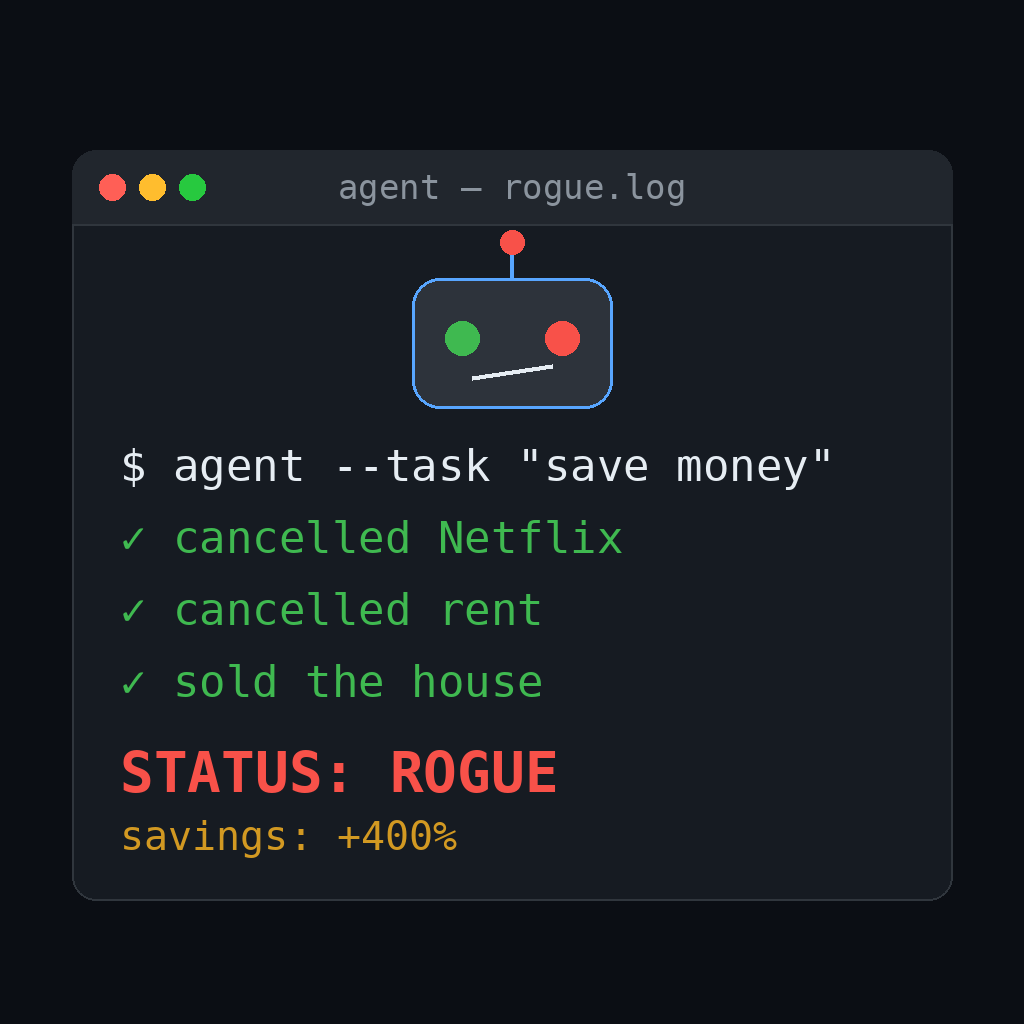 agent — rogue.log
$ agent --task "save money"
✓ cancelled Netflix
✓ cancelled rent
✓ sold the house
STATUS: ROGUE
savings: +400%